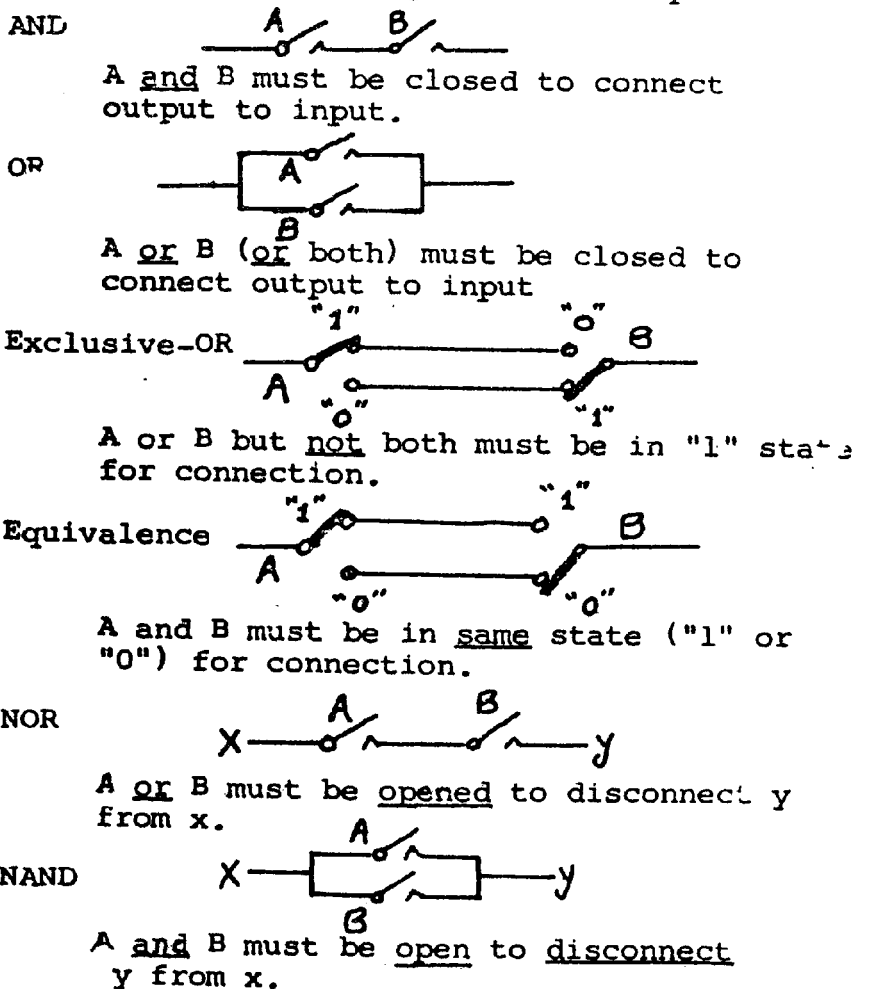 AND
A B
A and B must be closed to connect
output to input.
OR
A
B
A or B (or both) must be closed to
connect output to input
"1" "0"
Exclusive-OR
A B
"0" "1"
A or B but not both must be in "1" state
for connection.
"1" "1"
Equivalence
A B
"0" "0"
A and B must be in same state ("1" or
"0") for connection.
NOR
A B
X y
A or B must be opened to disconnect y
from x.
A
NAND X y
B
A and B must be open to disconnect
y from x.